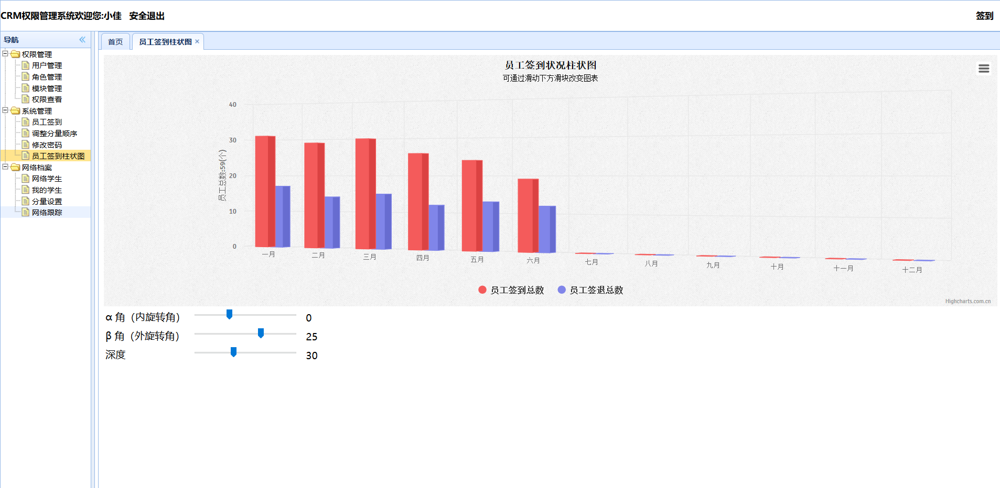 CRM权限管理系统欢迎您:小佳 安全退出
签到
导航
首页
员工签到柱状图
权限管理
用户管理
角色管理
模块管理
权限查看
系统管理
员工签到
调整分量顺序
修改密码
员工签到柱状图
网络档案
网络学生
我的学生
分量设置
网络跟踪
员工签到状况柱状图
可通过滑动下方滑块改变图表
员工总数:59(个)
40
30
20
10
0
一月 二月 三月 四月 五月 六月 七月 八月 九月 十月 十一月 十二月
员工签到总数 员工签退总数
Highcharts.com.cn
α 角（内旋转角） 0
β 角（外旋转角） 25
深度 30